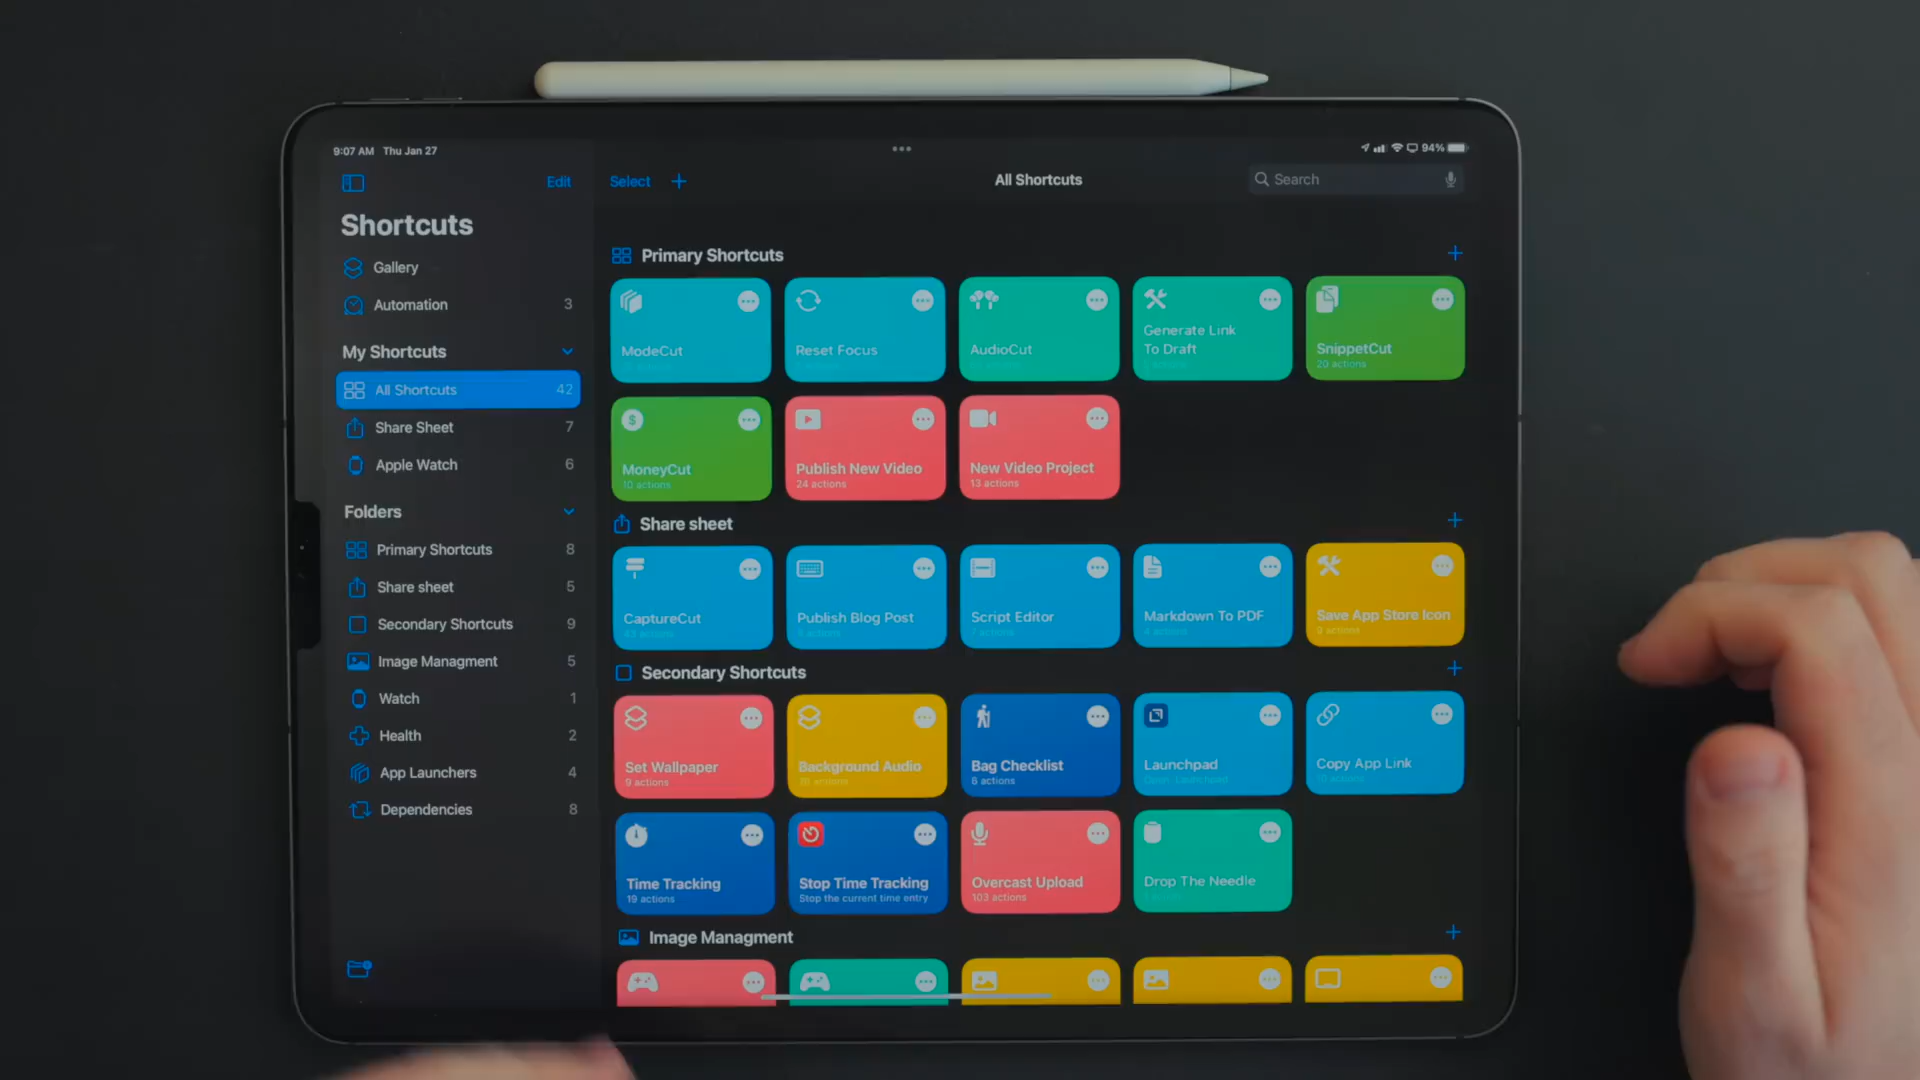 9:07 AM Thu Jan 27
94%
Edit
Select
All Shortcuts
Search
Shortcuts
Gallery
Automation 3
My Shortcuts
All Shortcuts 42
Share Sheet 7
Apple Watch 6
Folders
Primary Shortcuts 8
Share sheet 5
Secondary Shortcuts 9
Image Managment 5
Watch 1
Health 2
App Launchers 4
Dependencies 8
Primary Shortcuts
ModeCut
Reset Focus
AudioCut
Generate Link
To Draft
SnippetCut
20 actions
MoneyCut
10 actions
Publish New Video
24 actions
New Video Project
13 actions
Share sheet
CaptureCut
Publish Blog Post
Script Editor
Markdown To PDF
Save App Store Icon
9 actions
Secondary Shortcuts
Set Wallpaper
9 actions
Background Audio
Bag Checklist
6 actions
Launchpad
Open Launchpad
Copy App Link
Time Tracking
19 actions
Stop Time Tracking
Stop the current time entry
Overcast Upload
103 actions
Drop The Needle
Image Managment